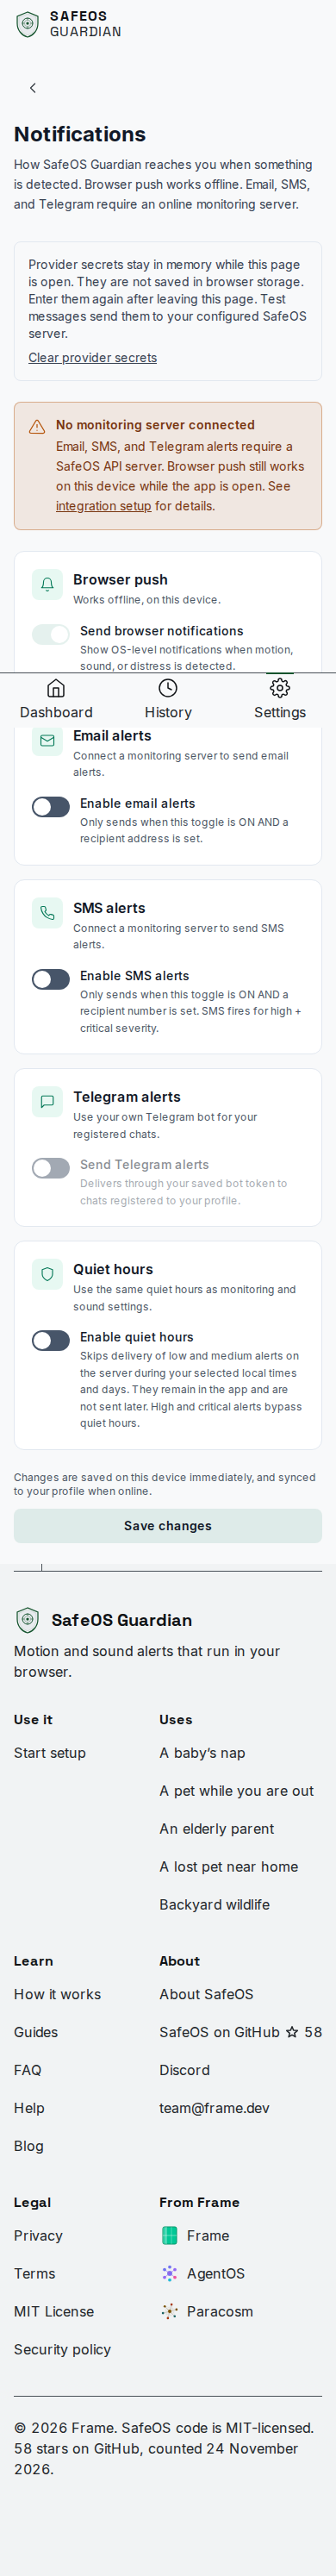 SAFEOS
GUARDIAN
Notifications
How SafeOS Guardian reaches you when something
is detected. Browser push works offline. Email, SMS,
and Telegram require an online monitoring server.
Provider secrets stay in memory while this page
is open. They are not saved in browser storage.
Enter them again after leaving this page. Test
messages send them to your configured SafeOS
server.
Clear provider secrets
No monitoring server connected
Email, SMS, and Telegram alerts require a
SafeOS API server. Browser push still works
on this device while the app is open. See
integration setup for details.
Browser push
Works offline, on this device.
Send browser notifications
Show OS-level notifications when motion,
sound, or distress is detected.
Dashboard
History
Settings
Email alerts
Connect a monitoring server to send email
alerts.
Enable email alerts
Only sends when this toggle is ON AND a
recipient address is set.
SMS alerts
Connect a monitoring server to send SMS
alerts.
Enable SMS alerts
Only sends when this toggle is ON AND a
recipient number is set. SMS fires for high +
critical severity.
Telegram alerts
Use your own Telegram bot for your
registered chats.
Send Telegram alerts
Delivers through your saved bot token to
chats registered to your profile.
Quiet hours
Use the same quiet hours as monitoring and
sound settings.
Enable quiet hours
Skips delivery of low and medium alerts on
the server during your selected local times
and days. They remain in the app and are
not sent later. High and critical alerts bypass
quiet hours.
Changes are saved on this device immediately, and synced
to your profile when online.
Save changes
SafeOS Guardian
Motion and sound alerts that run in your
browser.
Use it
Start setup
Uses
A baby’s nap
A pet while you are out
An elderly parent
A lost pet near home
Backyard wildlife
Learn
How it works
Guides
FAQ
Help
Blog
About
About SafeOS
SafeOS on GitHub ☆ 58
Discord
team@frame.dev
Legal
Privacy
Terms
MIT License
Security policy
From Frame
Frame
AgentOS
Paracosm
© 2026 Frame. SafeOS code is MIT-licensed.
58 stars on GitHub, counted 24 November
2026.